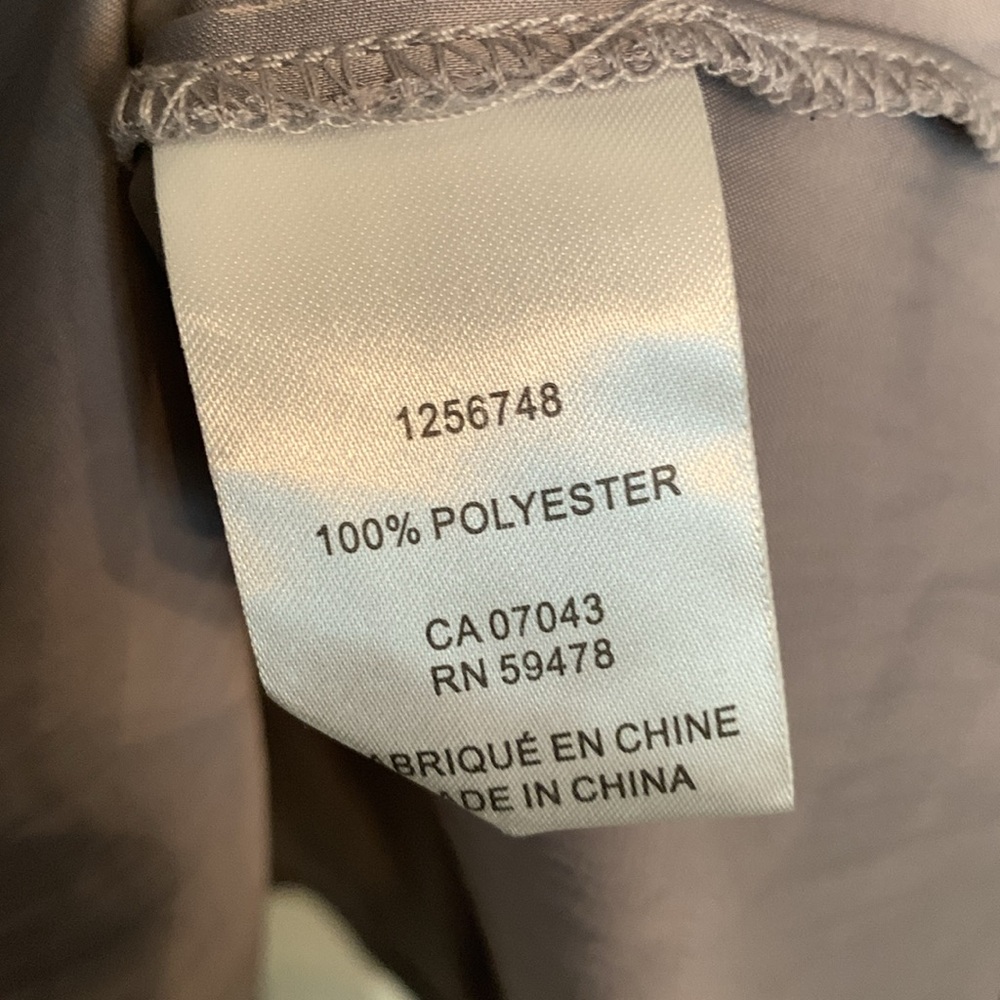 1256748
100% POLYESTER
CA 07043
RN 59478
ABRIQUÉ EN CHINE
ADE IN CHINA